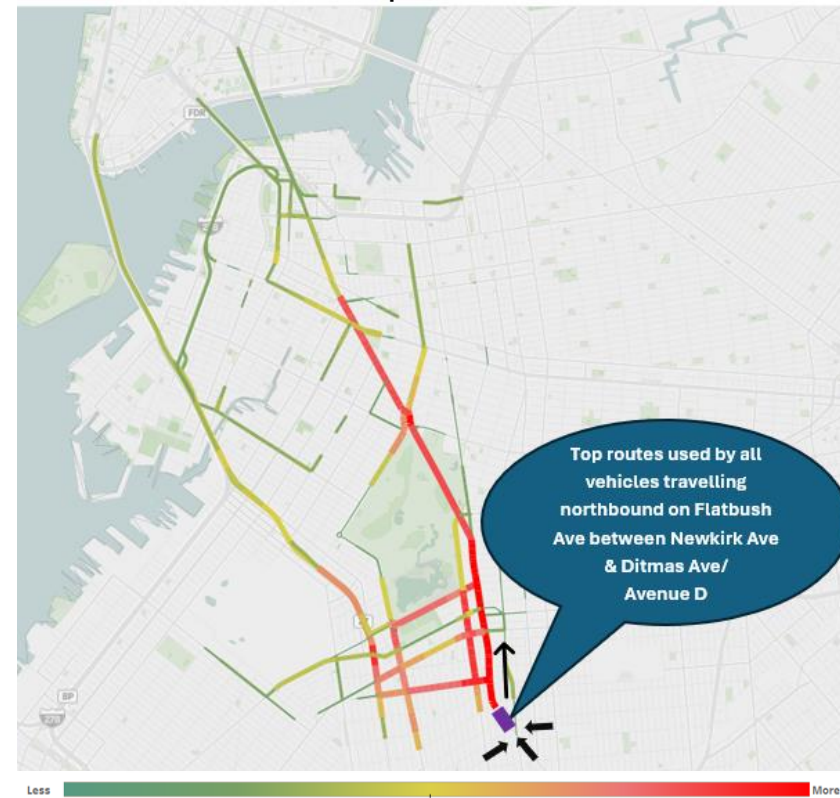 FDR
Top routes used by all
vehicles travelling
northbound on Flatbush
Ave between Newkirk Ave
& Ditmas Ave/
Avenue D
BP
278
Less
More